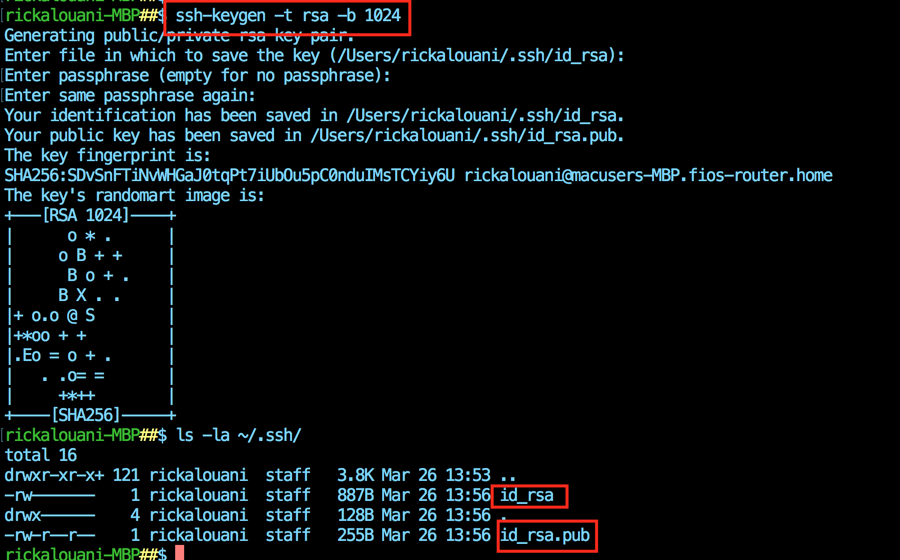 rickalouani-MBP##$ ssh-keygen -t rsa -b 1024
Generating public/private rsa key pair.
Enter file in which to save the key (/Users/rickalouani/.ssh/id_rsa):
Enter passphrase (empty for no passphrase):
Enter same passphrase again:
Your identification has been saved in /Users/rickalouani/.ssh/id_rsa.
Your public key has been saved in /Users/rickalouani/.ssh/id_rsa.pub.
The key fingerprint is:
SHA256:SDvSnFTiNvWHGaJ0tqPt7iUbOu5pC0nduIMsTCYiy6U rickalouani@macusers-MBP.fios-router.home
The key's randomart image is:
+---[RSA 1024]----+
|      o * .      |
|     o B + +     |
|      B o + .    |
|     B X . .     |
|+ o.o @ S        |
|+*oo + +         |
|.Eo = o + .      |
|   . .o= =       |
|     +*++        |
+----[SHA256]-----+
rickalouani-MBP##$ ls -la ~/.ssh/
total 16
drwxr-xr-x+ 121 rickalouani  staff   3.8K Mar 26 13:53 ..
-rw-------    1 rickalouani  staff   887B Mar 26 13:56 id_rsa
drwx------    4 rickalouani  staff   128B Mar 26 13:56 .
-rw-r--r--    1 rickalouani  staff   255B Mar 26 13:56 id_rsa.pub
rickalouani-MBP##$